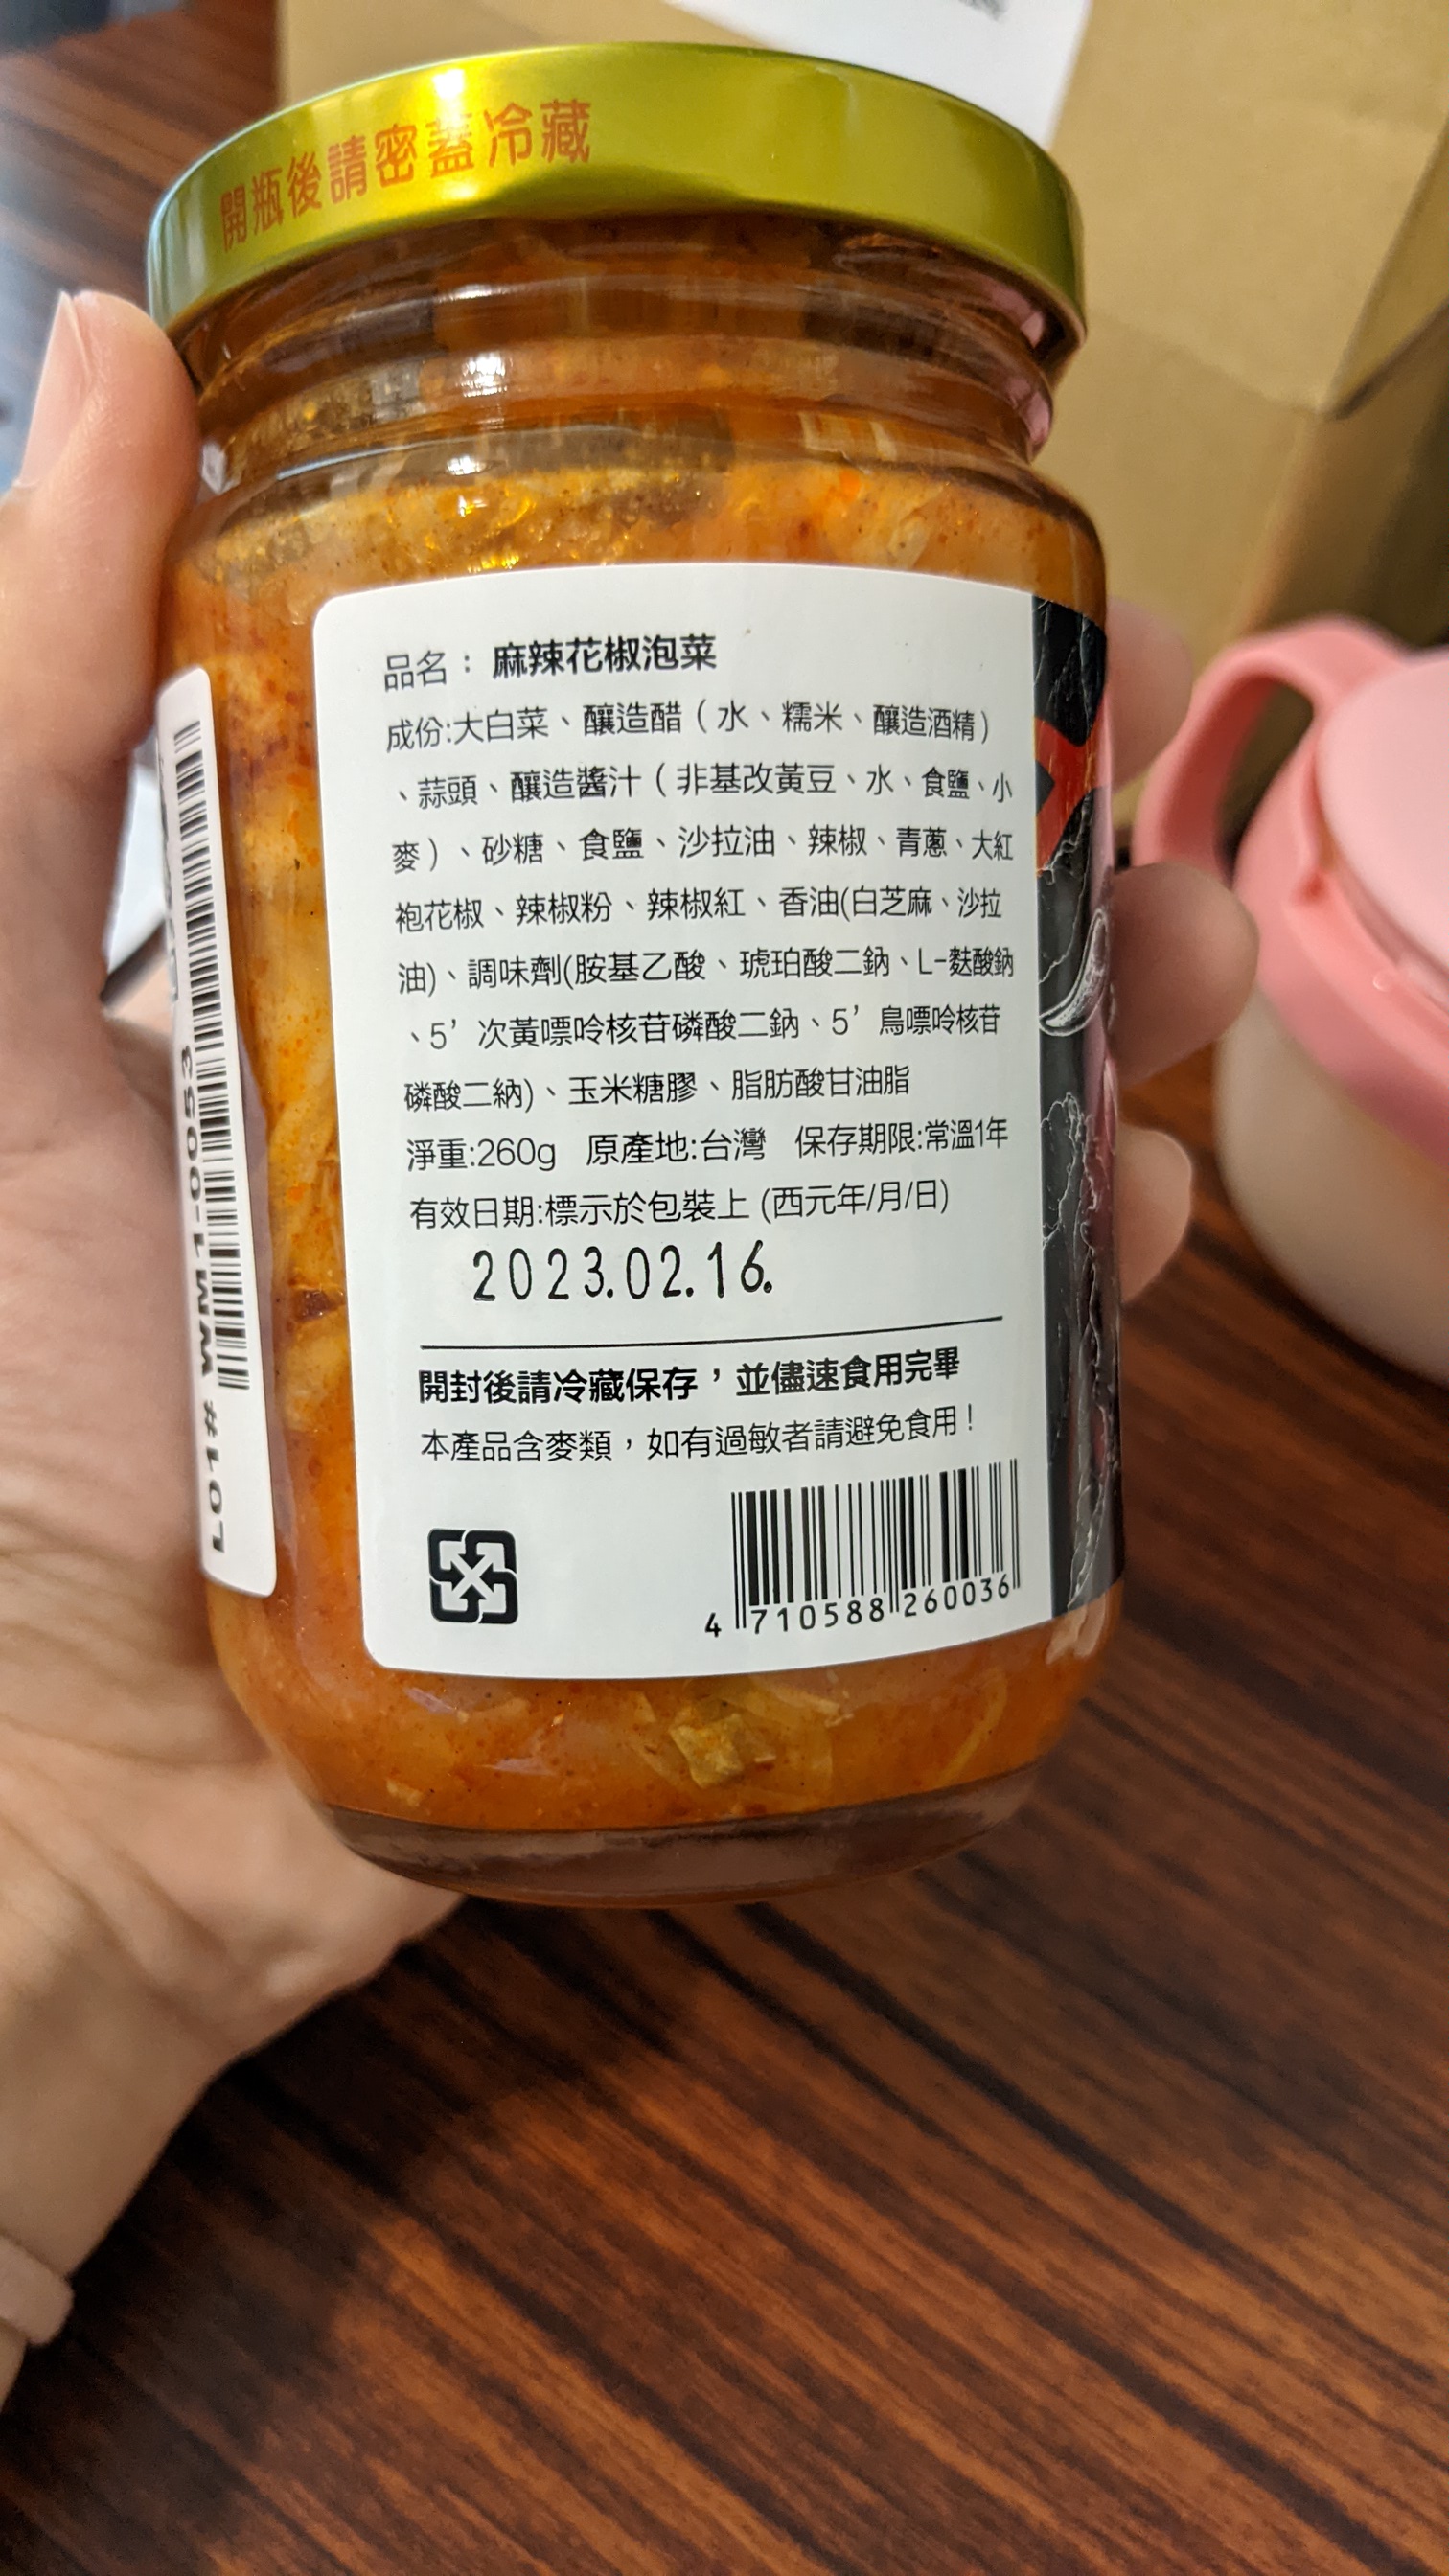 開瓶後請密蓋冷藏
品名：麻辣花椒泡菜
成份:大白菜、釀造醋（水、糯米、釀造酒精）
、蒜頭、釀造醬汁（非基改黃豆、水、食鹽、小
麥）、砂糖、食鹽、沙拉油、辣椒、青蔥、大紅
袍花椒、辣椒粉、辣椒紅、香油(白芝麻、沙拉
油)、調味劑(胺基乙酸、琥珀酸二鈉、L-麩酸鈉
、5’次黃嘌呤核苷磷酸二鈉、5’鳥嘌呤核苷
磷酸二納)、玉米糖膠、脂肪酸甘油脂
淨重:260g 原產地:台灣 保存期限:常溫1年
有效日期:標示於包裝上 (西元年/月/日)
2023.02.16.
開封後請冷藏保存，並儘速食用完畢
本產品含麥類，如有過敏者請避免食用！
4 710588 260036
WM1-0053
#107